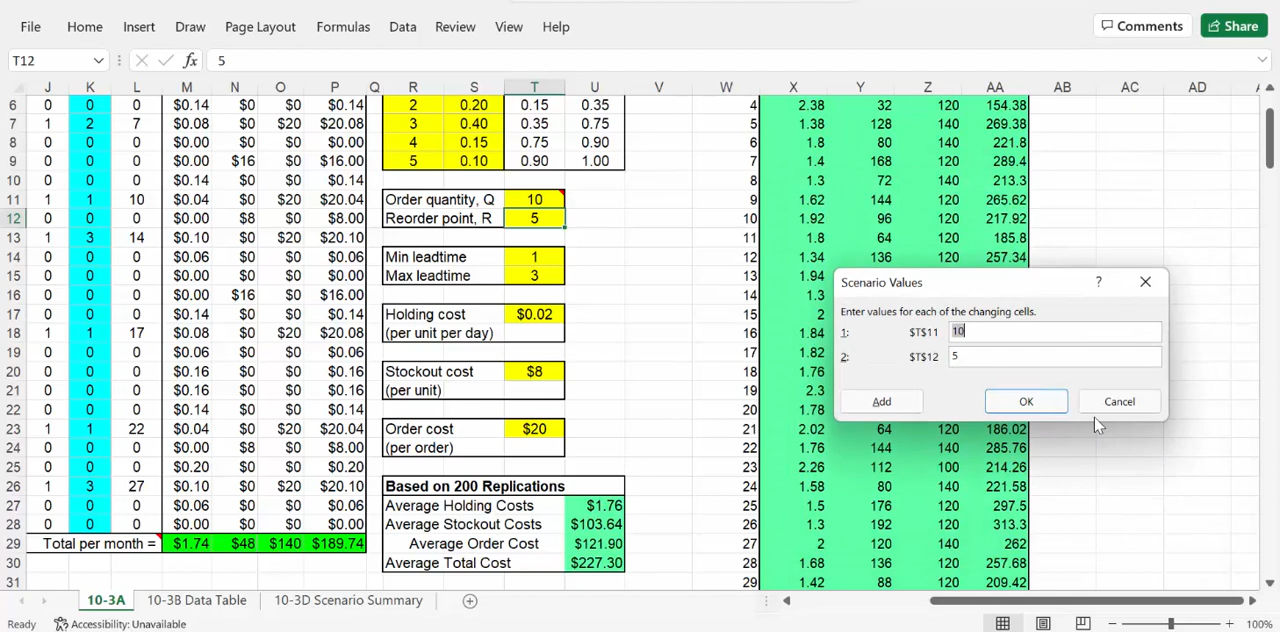 File Home Insert Draw Page Layout Formulas Data Review View Help Comments Share
T12 fx 5
J K L M N O P Q R S T U V W X Y Z AA AB AC AD
6 0 0 0 $0.14 $0 $0 $0.14 2 0.20 0.15 0.35 4 2.38 32 120 154.38
7 1 2 7 $0.08 $0 $20 $20.08 3 0.40 0.35 0.75 5 1.38 128 140 269.38
8 0 0 0 $0.00 $0 $0 $0.00 4 0.15 0.75 0.90 6 1.8 80 140 221.8
9 0 0 0 $0.00 $16 $0 $16.00 5 0.10 0.90 1.00 7 1.4 168 120 289.4
10 0 0 0 $0.14 $0 $0 $0.14 8 1.3 72 140 213.3
11 1 1 10 $0.04 $0 $20 $20.04 Order quantity, Q 10 9 1.62 144 120 265.62
12 0 0 0 $0.00 $8 $0 $8.00 Reorder point, R 5 10 1.92 96 120 217.92
13 1 3 14 $0.10 $0 $20 $20.10 11 1.8 64 120 185.8
14 0 0 0 $0.06 $0 $0 $0.06 Min leadtime 1 12 1.34 136 120 257.34
15 0 0 0 $0.00 $0 $0 $0.00 Max leadtime 3 13 1.94
16 0 0 0 $0.00 $16 $0 $16.00 14 1.3
17 0 0 0 $0.14 $0 $0 $0.14 Holding cost $0.02 15 2
18 1 1 17 $0.08 $0 $20 $20.08 (per unit per day) 16 1.84
19 0 0 0 $0.06 $0 $0 $0.06 17 1.82
20 0 0 0 $0.16 $0 $0 $0.16 Stockout cost $8 18 1.76
21 0 0 0 $0.16 $0 $0 $0.16 (per unit) 19 2.3
22 0 0 0 $0.14 $0 $0 $0.14 20 1.78
23 1 1 22 $0.04 $0 $20 $20.04 Order cost $20 21 2.02 64 120 186.02
24 0 0 0 $0.00 $8 $0 $8.00 (per order) 22 1.76 144 140 285.76
25 0 0 0 $0.20 $0 $0 $0.20 23 2.26 112 100 214.26
26 1 3 27 $0.10 $0 $20 $20.10 Based on 200 Replications 24 1.58 80 140 221.58
27 0 0 0 $0.06 $0 $0 $0.06 Average Holding Costs $1.76 25 1.5 176 120 297.5
28 0 0 0 $0.00 $0 $0 $0.00 Average Stockout Costs $103.64 26 1.3 192 120 313.3
29 Total per month = $1.74 $48 $140 $189.74 Average Order Cost $121.90 27 2 120 140 262
30 Average Total Cost $227.30 28 1.68 136 120 257.68
31 29 1.42 88 120 209.42
Scenario Values ?
Enter values for each of the changing cells.
1: $T$11 10
2: $T$12 5
Add OK Cancel
10-3A 10-3B Data Table 10-3D Scenario Summary
Ready Accessibility: Unavailable 100%